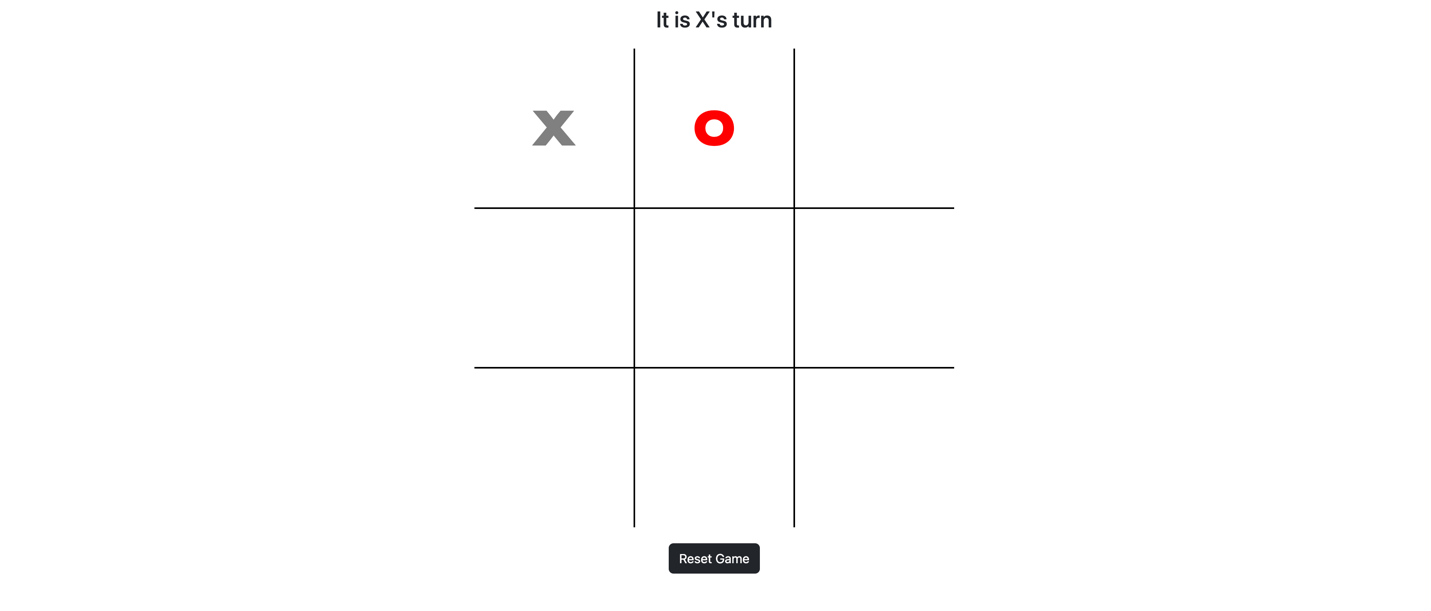 It is X's turn
X O
Reset Game